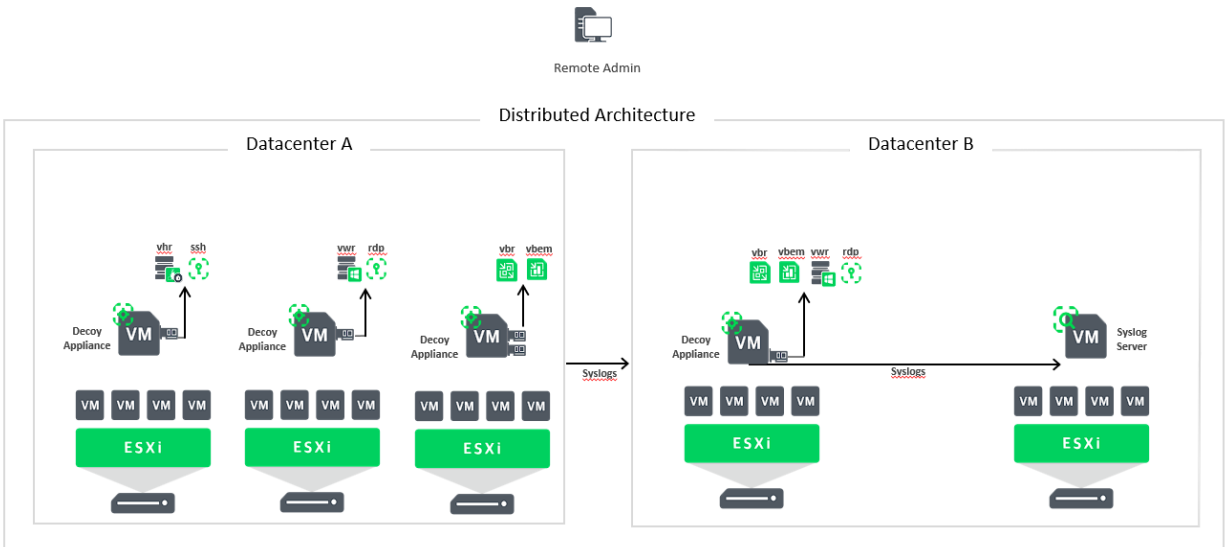 Remote Admin
Distributed Architecture
Datacenter A
Datacenter B
vhr ssh
vwr rdp
vbr vbem
vbr vbem vwr rdp
Decoy
Appliance
VM
Decoy
Appliance
VM
Decoy
Appliance
VM
Decoy
Appliance
VM
VM
Syslog
Server
Syslogs
Syslogs
VM VM VM VM
VM VM VM VM
VM VM VM VM
VM VM VM VM
VM VM VM VM
ESXi
ESXi
ESXi
ESXi
ESXi